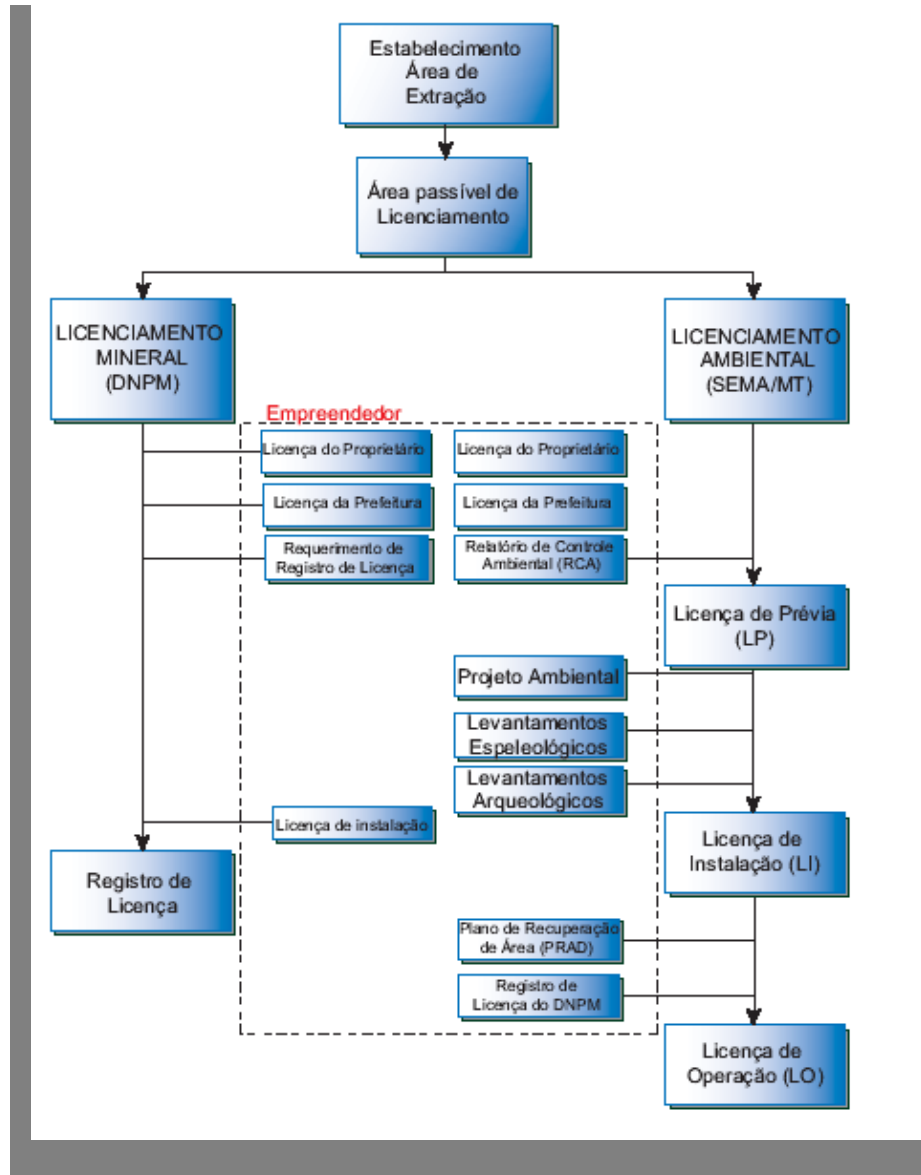 Estabelecimento
Área de
Extração
Área passível de
Licenciamento
LICENCIAMENTO
MINERAL
(DNPM)
LICENCIAMENTO
AMBIENTAL
(SEMA/MT)
Empreendedor
Licença do Proprietário
Licença do Proprietário
Licença da Prefeitura
Licença da Prefeitura
Requerimento de
Registro de Licença
Relatório de Controle
Ambiental (RCA)
Licença de Prévia
(LP)
Projeto Ambiental
Levantamentos
Espeleológicos
Levantamentos
Arqueológicos
Licença de instalação
Licença de
Instalação (LI)
Registro de
Licença
Plano de Recuperação
de Área (PRAD)
Registro de
Licença do DNPM
Licença de
Operação (LO)